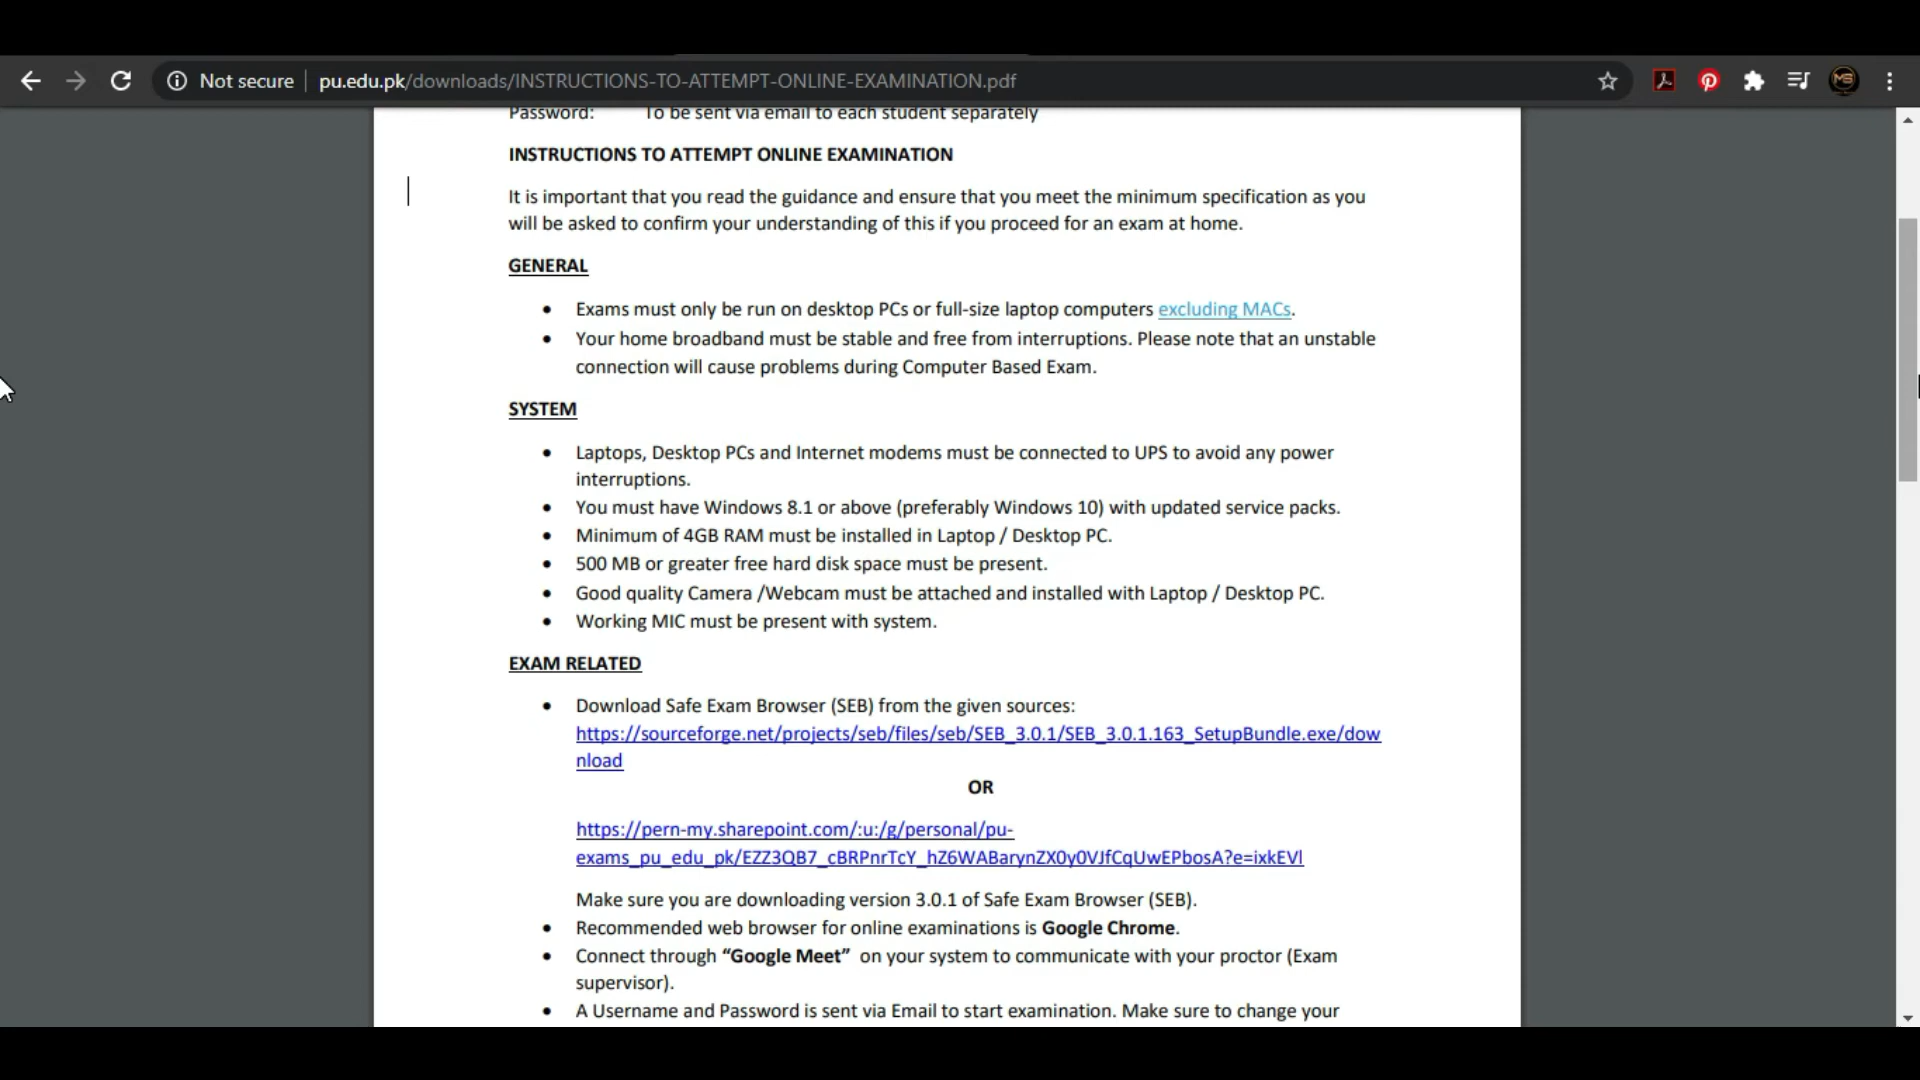 Not secure pu.edu.pk/downloads/INSTRUCTIONS-TO-ATTEMPT-ONLINE-EXAMINATION.pdf
MS
Password: To be sent via email to each student separately
INSTRUCTIONS TO ATTEMPT ONLINE EXAMINATION
It is important that you read the guidance and ensure that you meet the minimum specification as you
will be asked to confirm your understanding of this if you proceed for an exam at home.
GENERAL
• Exams must only be run on desktop PCs or full-size laptop computers excluding MACs.
• Your home broadband must be stable and free from interruptions. Please note that an unstable
connection will cause problems during Computer Based Exam.
SYSTEM
• Laptops, Desktop PCs and Internet modems must be connected to UPS to avoid any power
interruptions.
• You must have Windows 8.1 or above (preferably Windows 10) with updated service packs.
• Minimum of 4GB RAM must be installed in Laptop / Desktop PC.
• 500 MB or greater free hard disk space must be present.
• Good quality Camera /Webcam must be attached and installed with Laptop / Desktop PC.
• Working MIC must be present with system.
EXAM RELATED
• Download Safe Exam Browser (SEB) from the given sources:
https://sourceforge.net/projects/seb/files/seb/SEB_3.0.1/SEB_3.0.1.163_SetupBundle.exe/dow
nload
OR
https://pern-my.sharepoint.com/:u:/g/personal/pu-
exams_pu_edu_pk/EZZ3QB7_cBRPnrTcY_hZ6WABarynZX0y0VJfCqUwEPbosA?e=ixkEVl
Make sure you are downloading version 3.0.1 of Safe Exam Browser (SEB).
• Recommended web browser for online examinations is Google Chrome.
• Connect through “Google Meet” on your system to communicate with your proctor (Exam
supervisor).
• A Username and Password is sent via Email to start examination. Make sure to change your